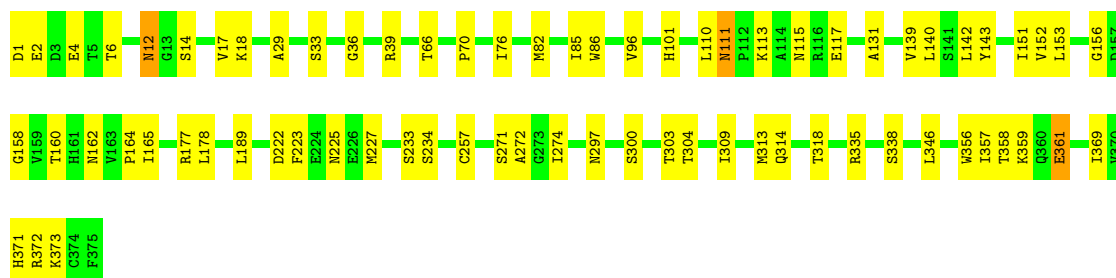 D1 E2 D3 E4 T5 T6 N12 G13 S14 V17 K18 A29 S33 G36 R39 T66 P70 I76 M82 I85 W86 V96 H101 L110 N111 P112 K113 A114 N115 R116 E117 A131 V139 L140 S141 L142 Y143 I151 V152 L153 G156 D157
G158 V159 T160 H161 N162 V163 P164 I165 R177 L178 L189 D222 F223 E224 N225 E226 M227 S233 S234 C257 S271 A272 G273 I274 N297 S300 T303 T304 I309 M313 Q314 T318 R335 S338 L346 W356 I357 T358 K359 Q360 E361 I369
H371 R372 K373 C374 F375